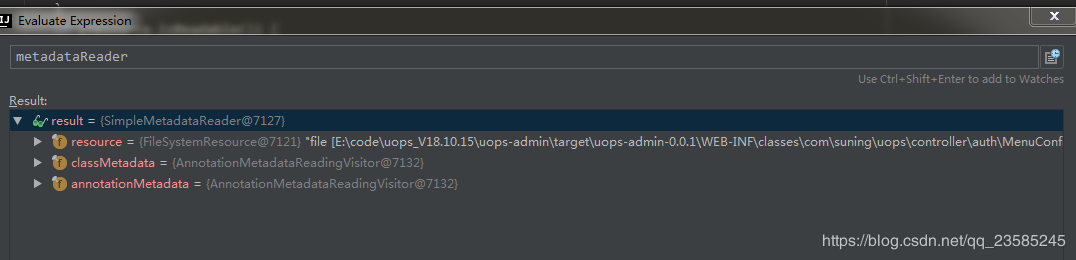 Evaluate Expression
metadataReader
Use Ctrl+Shift+Enter to add to Watches
Result:
result = {SimpleMetadataReader@7127}
resource = {FileSystemResource@7121} "file [E:\code\uops_V18.10.15\uops-admin\target\uops-admin-0.0.1\WEB-INF\classes\com\suning\uops\controller\auth\MenuConf
classMetadata = {AnnotationMetadataReadingVisitor@7132}
annotationMetadata = {AnnotationMetadataReadingVisitor@7132}
https://blog.csdn.net/qq_23585245